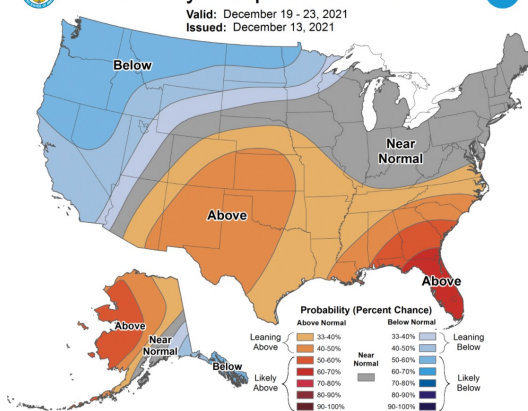 Valid: December 19 - 23, 2021
Issued: December 13, 2021
Below
Near
Normal
Above
Above
Above
Near
Normal
Below
Probability (Percent Chance)
Above Normal
Below Normal
Leaning
Above
33-40%
40-50%
50-60%
60-70%
70-80%
80-90%
90-100%
Likely
Above
Near
Normal
33-40%
40-50%
50-60%
60-70%
70-80%
80-90%
90-100%
Leaning
Below
Likely
Below